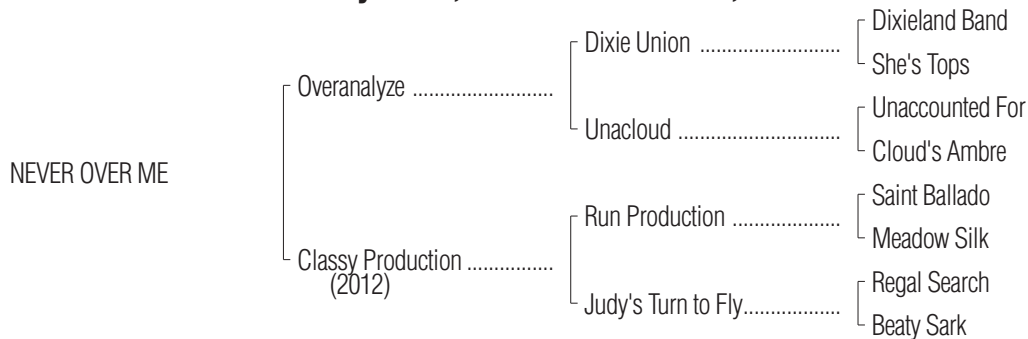 Dixieland Band
Dixie Union ..............................
She's Tops
Overanalyze ..............................
Unaccounted For
Unacloud ..................................
Cloud's Ambre
NEVER OVER ME
Saint Ballado
Run Production .......................
Meadow Silk
Classy Production ..................
(2012)
Regal Search
Judy's Turn to Fly.....................
Beaty Sark